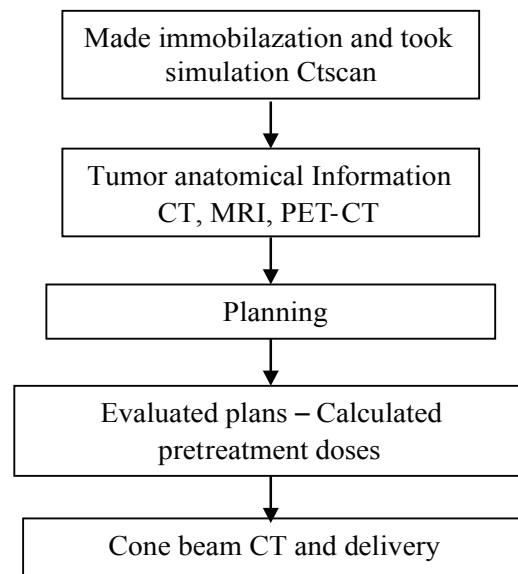 Made immobilazation and took
simulation Ctscan
Tumor anatomical Information
CT, MRI, PET-CT
Planning
Evaluated plans – Calculated
pretreatment doses
Cone beam CT and delivery